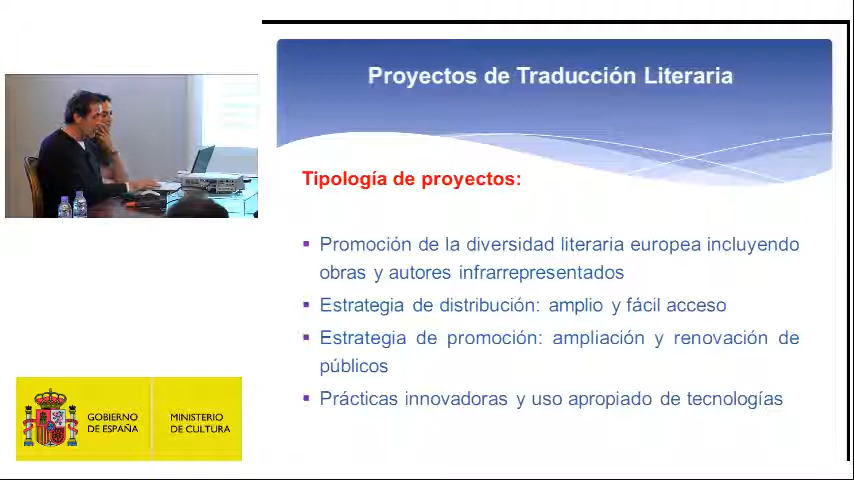 Proyectos de Traducción Literaria
Tipología de proyectos:
Promoción de la diversidad literaria europea incluyendo
obras y autores infrarrepresentados
Estrategia de distribución: amplio y fácil acceso
Estrategia de promoción: ampliación y renovación de
públicos
Prácticas innovadoras y uso apropiado de tecnologías
GOBIERNO
DE ESPAÑA
MINISTERIO
DE CULTURA